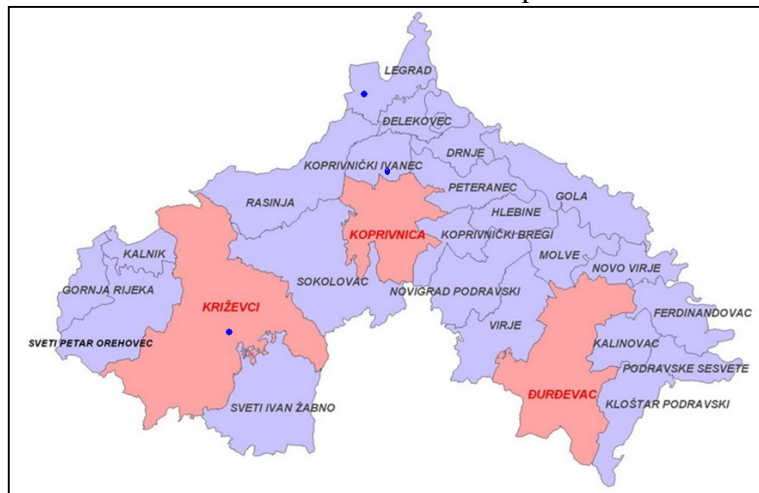 LEGRAD
ĐELEKOVEC
DRNJE
KOPRIVNIČKI IVANEC
PETERANEC
GOLA
RASINJA
HLEBINE
KOPRIVNICA
KOPRIVNIČKI BREGI
KALNIK
MOLVE
NOVO VIRJE
SOKOLOVAC
GORNJA RIJEKA
NOVIGRAD PODRAVSKI
KRIŽEVCI
FERDINANDOVAC
VIRJE
SVETI PETAR OREHOVEC
KALINOVAC
PODRAVSKE SESVETE
ĐURĐEVAC
SVETI IVAN ŽABNO
KLOŠTAR PODRAVSKI